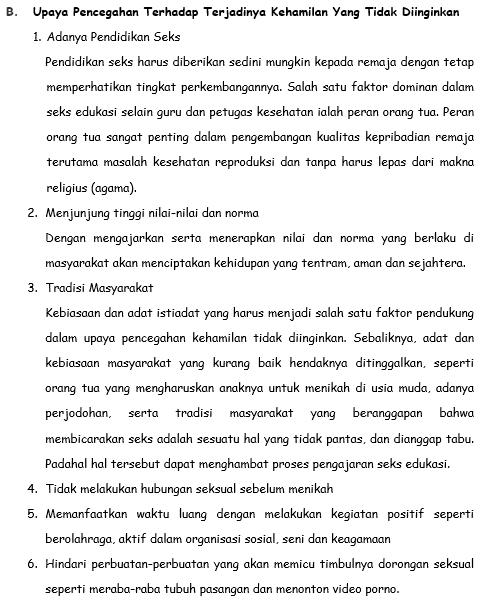 B. Upaya Pencegahan Terhadap Terjadinya Kehamilan Yang Tidak Diinginkan
1. Adanya Pendidikan Seks
Pendidikan seks harus diberikan sedini mungkin kepada remaja dengan tetap
memperhatikan tingkat perkembangannya. Salah satu faktor dominan dalam
seks edukasi selain guru dan petugas kesehatan ialah peran orang tua. Peran
orang tua sangat penting dalam pengembangan kualitas kepribadian remaja
terutama masalah kesehatan reproduksi dan tanpa harus lepas dari makna
religius (agama).
2. Menjunjung tinggi nilai-nilai dan norma
Dengan mengajarkan serta menerapkan nilai dan norma yang berlaku di
masyarakat akan menciptakan kehidupan yang tentram, aman dan sejahtera.
3. Tradisi Masyarakat
Kebiasaan dan adat istiadat yang harus menjadi salah satu faktor pendukung
dalam upaya pencegahan kehamilan tidak diinginkan. Sebaliknya, adat dan
kebiasaan masyarakat yang kurang baik hendaknya ditinggalkan, seperti
orang tua yang mengharuskan anaknya untuk menikah di usia muda, adanya
perjodohan, serta tradisi masyarakat yang beranggapan bahwa
membicarakan seks adalah sesuatu hal yang tidak pantas, dan dianggap tabu.
Padahal hal tersebut dapat menghambat proses pengajaran seks edukasi.
4. Tidak melakukan hubungan seksual sebelum menikah
5. Memanfaatkan waktu luang dengan melakukan kegiatan positif seperti
berolahraga, aktif dalam organisasi sosial, seni dan keagamaan
6. Hindari perbuatan-perbuatan yang akan memicu timbulnya dorongan seksual
seperti meraba-raba tubuh pasangan dan menonton video porno.